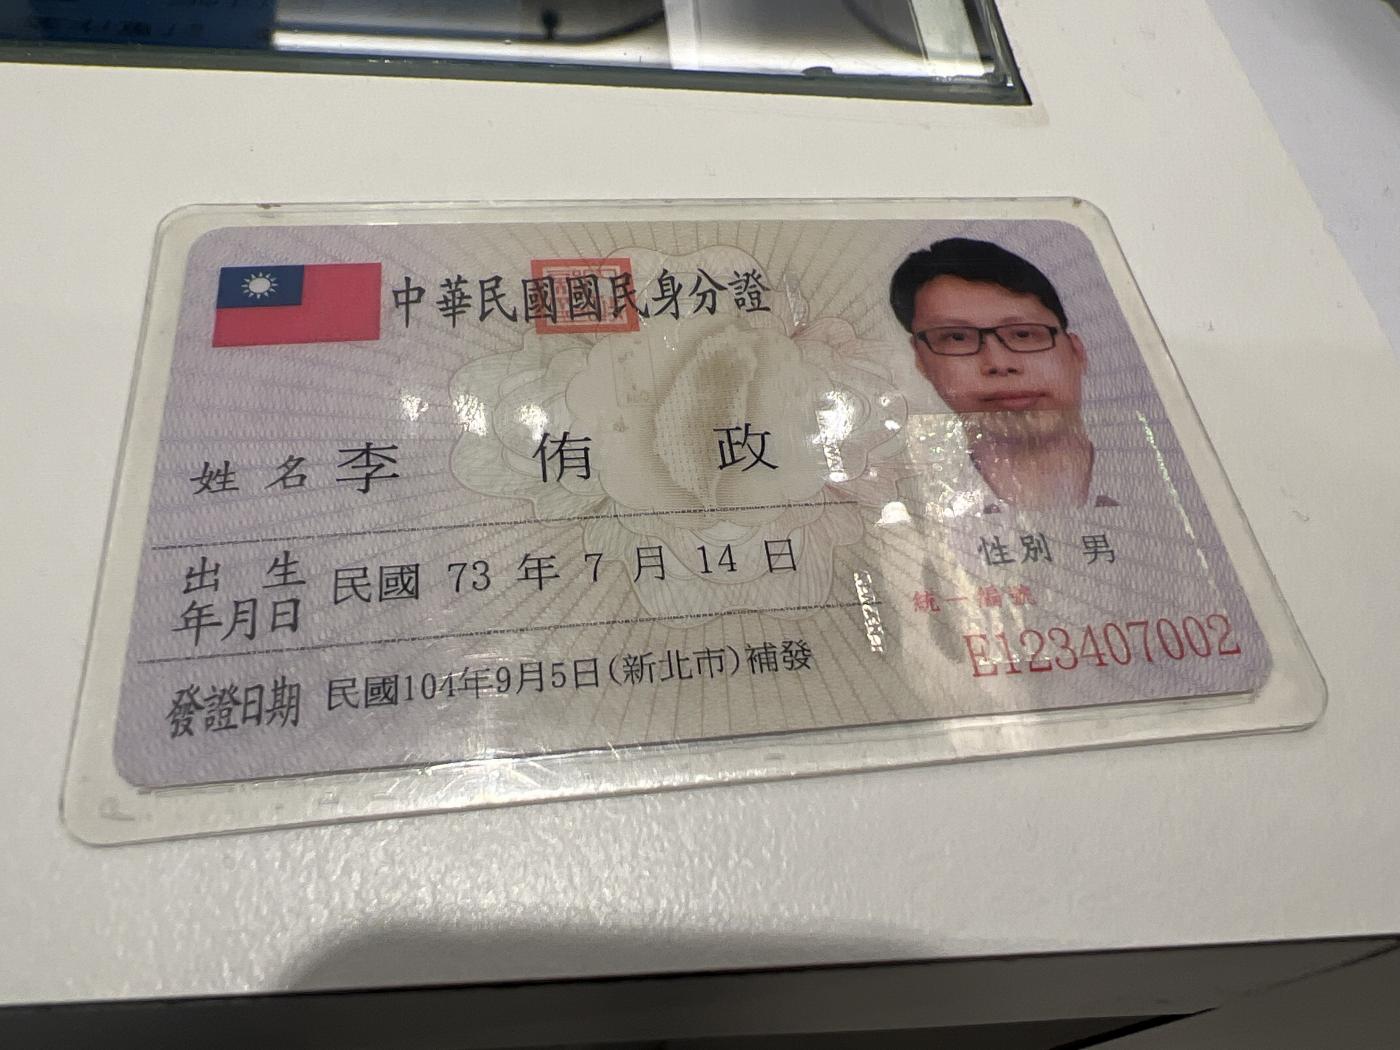 中華民國國民身分證
姓名 李 侑 政
出生年月日 民國 73 年 7 月 14 日
性別 男
統一編號
E123407002
發證日期 民國104年9月5日(新北市)補發